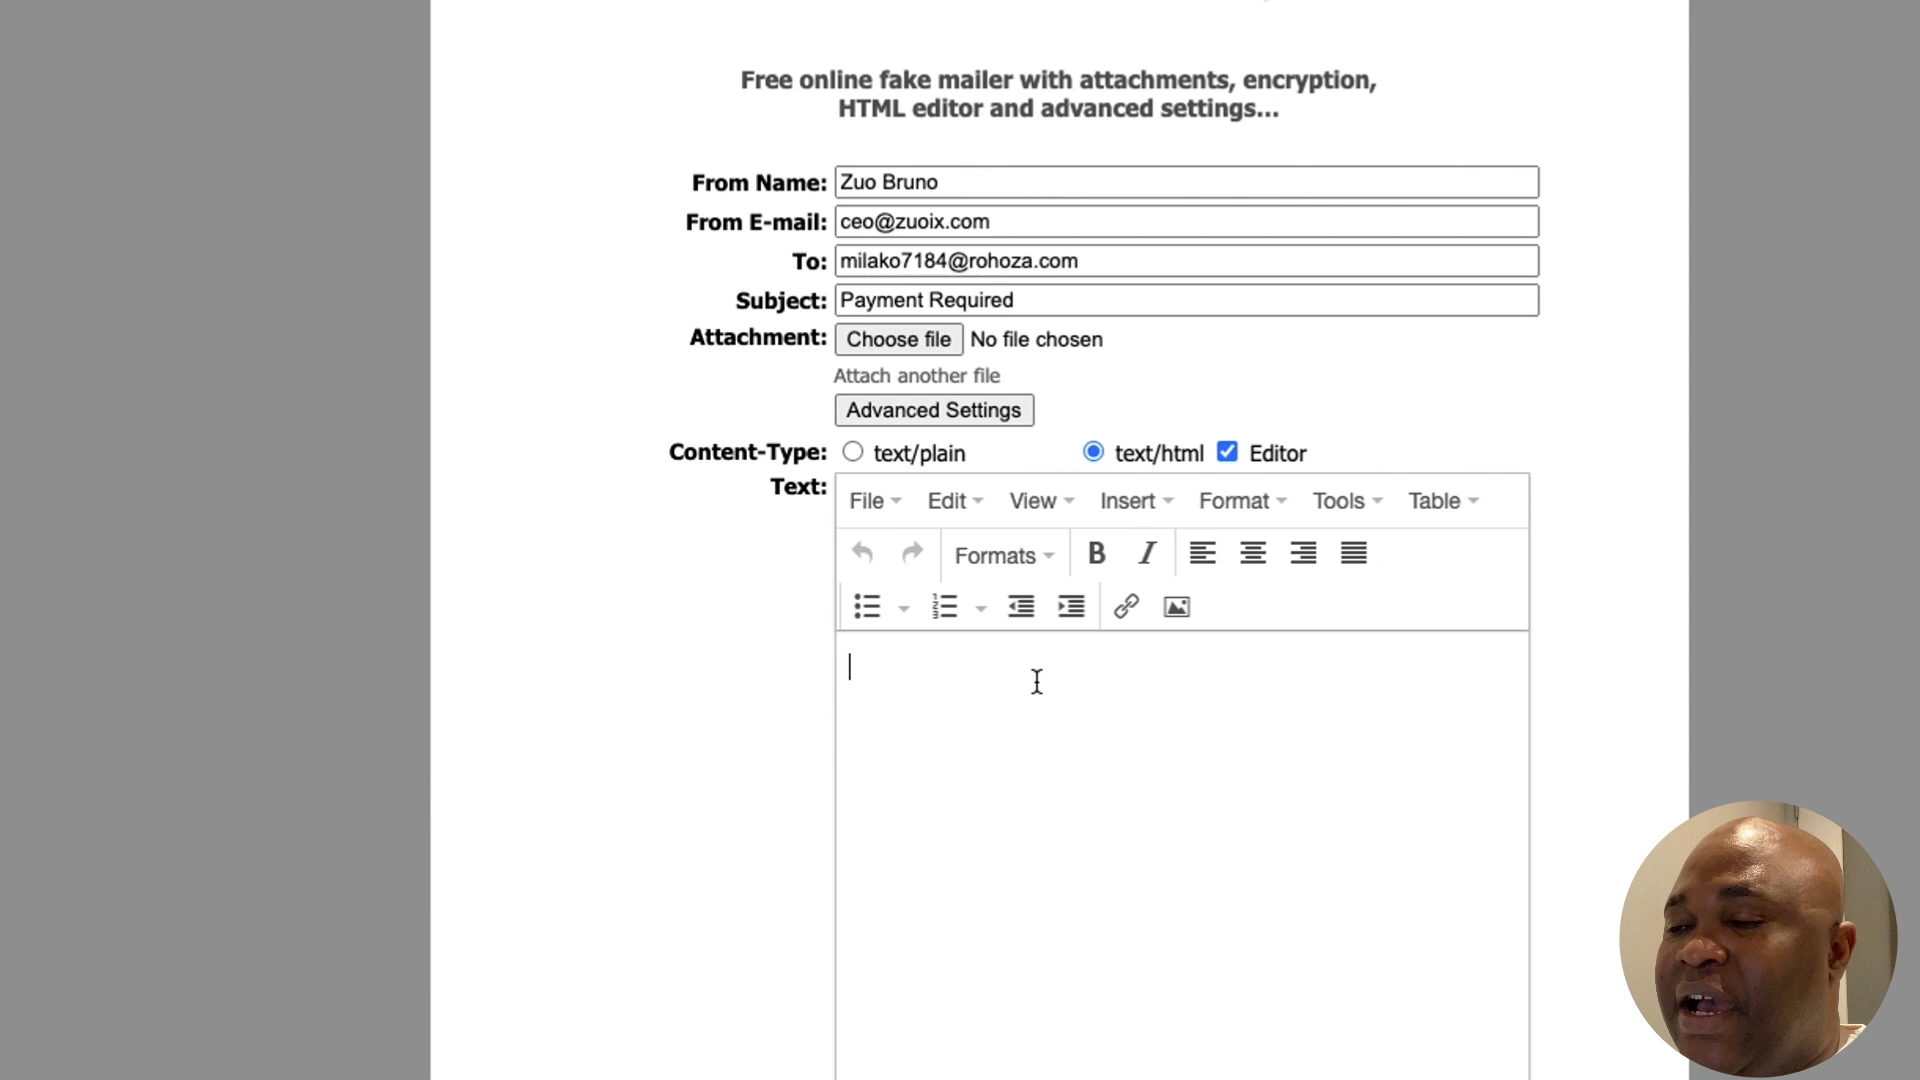 Free online fake mailer with attachments, encryption,
HTML editor and advanced settings...
From Name: Zuo Bruno
From E-mail: ceo@zuoix.com
To: milako7184@rohoza.com
Subject: Payment Required
Attachment: Choose file No file chosen
Attach another file
Advanced Settings
Content-Type: text/plain text/html Editor
Text:
File Edit View Insert Format Tools Table
Formats B I